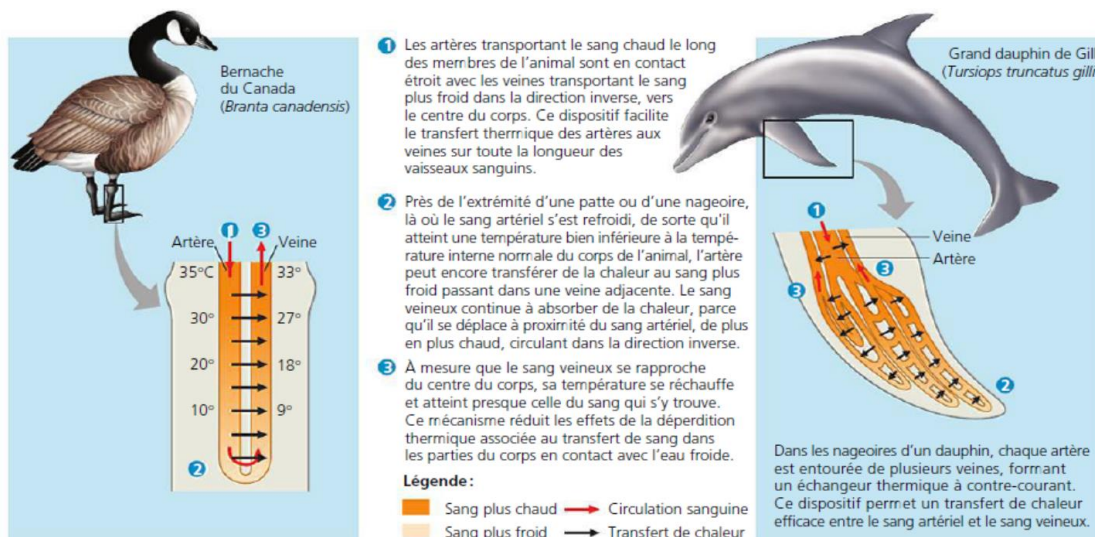 Bernache
du Canada
(Branta canadensis)
1 3
Artère Veine
35°C 33°
30° 27°
20° 18°
10° 9°
2
1 Les artères transportant le sang chaud le long
des membres de l'animal sont en contact
étroit avec les veines transportant le sang
plus froid dans la direction inverse, vers
le centre du corps. Ce dispositif facilite
le transfert thermique des artères aux
veines sur toute la longueur des
vaisseaux sanguins.
2 Près de l'extrémité d'une patte ou d'une nageoire,
là où le sang artériel s'est refroidi, de sorte qu'il
atteint une température bien inférieure à la tempé-
rature interne normale du corps de l'animal, l'artère
peut encore transférer de la chaleur au sang plus
froid passant dans une veine adjacente. Le sang
veineux continue à absorber de la chaleur, parce
qu'il se déplace à proximité du sang artériel, de plus
en plus chaud, circulant dans la direction inverse.
3 À mesure que le sang veineux se rapproche
du centre du corps, sa température se réchauffe
et atteint presque celle du sang qui s'y trouve.
Ce mécanisme réduit les effets de la déperdition
thermique associée au transfert de sang dans
les parties du corps en contact avec l'eau froide.
Légende :
Sang plus chaud Circulation sanguine
Sang plus froid Transfert de chaleur
Grand dauphin de Gill
(Tursiops truncatus gilli
1
Veine
Artère
3
3
2
Dans les nageoires d'un dauphin, chaque artère
est entourée de plusieurs veines, formant
un échangeur thermique à contre-courant.
Ce dispositif permet un transfert de chaleur
efficace entre le sang artériel et le sang veineux.